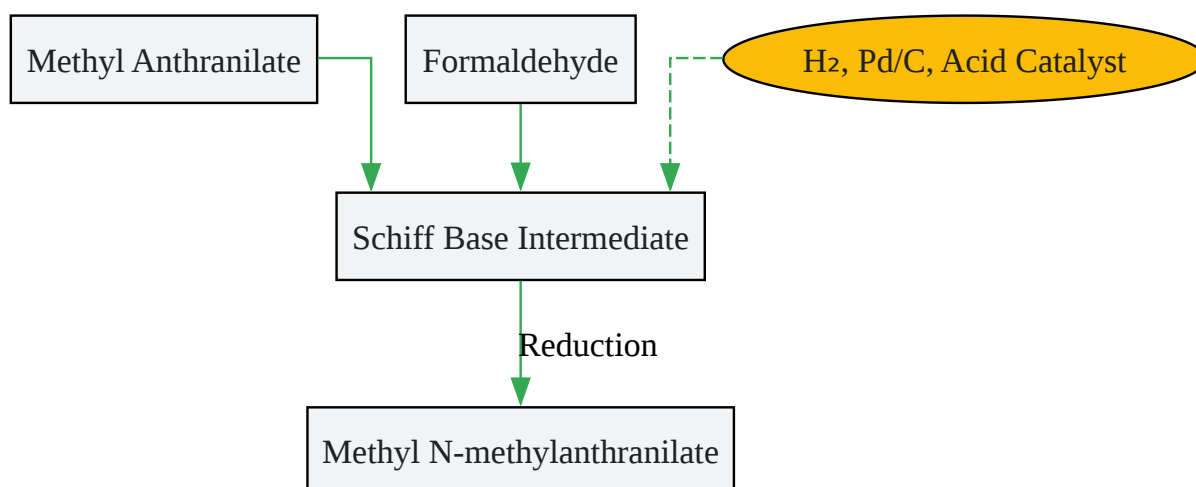 Methyl Anthranilate
Formaldehyde
H₂, Pd/C, Acid Catalyst
Schiff Base Intermediate
Reduction
Methyl N-methylanthranilate